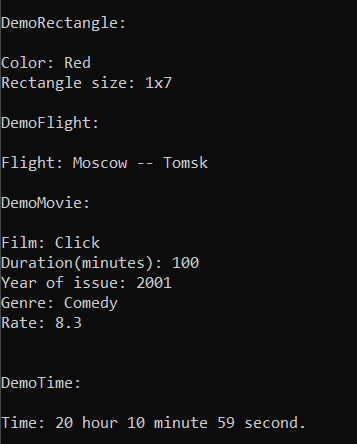 DemoRectangle:
Color: Red
Rectangle size: 1x7
DemoFlight:
Flight: Moscow -- Tomsk
DemoMovie:
Film: Click
Duration(minutes): 100
Year of issue: 2001
Genre: Comedy
Rate: 8.3
DemoTime:
Time: 20 hour 10 minute 59 second.